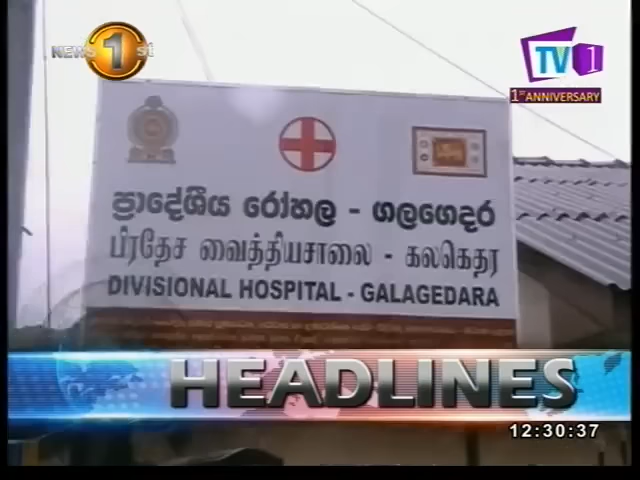 NEWS 1st
TV 1
1ST ANNIVERSARY
ප්‍රාදේශීය රෝහල - ගලගෙදර
பிரதேச வைத்தியசாலை - கலகெதர
DIVISIONAL HOSPITAL - GALAGEDARA
HEADLINES
12:30:37